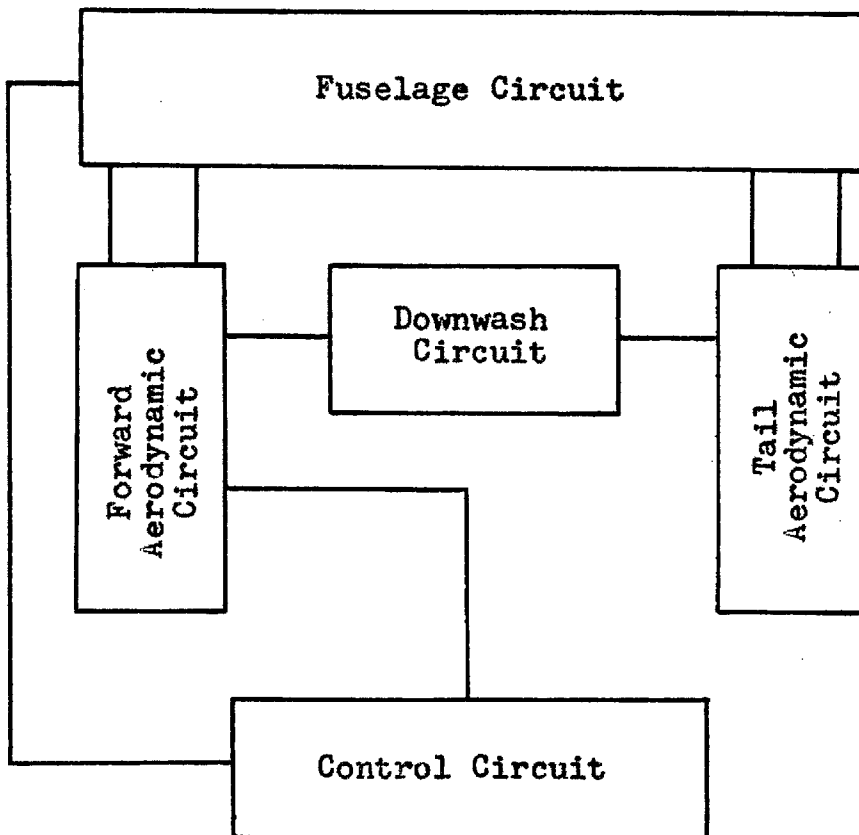 Fuselage Circuit
Downwash
Circuit
Forward
Aerodynamic
Circuit
Tail
Aerodynamic
Circuit
Control Circuit